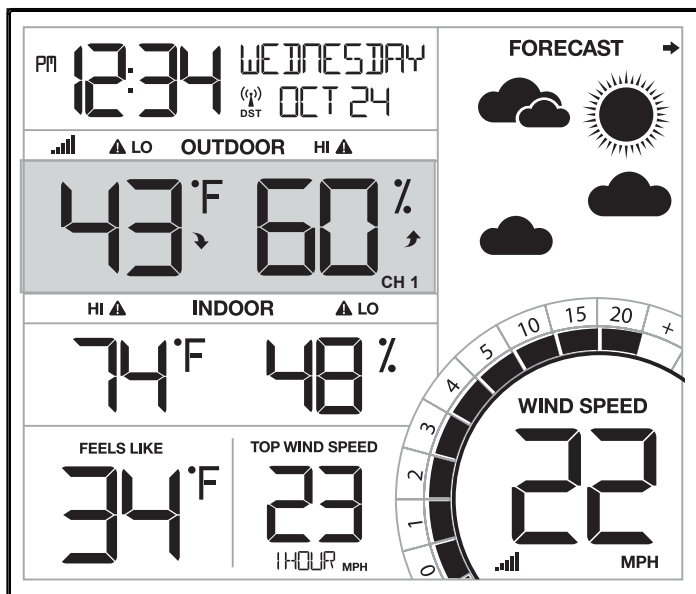 PM 12:34 WEDNESDAY
DST OCT 24
LO OUTDOOR HI
43°F 60%
CH 1
HI INDOOR LO
74°F 48%
FEELS LIKE
34°F
TOP WIND SPEED
23
1 HOUR MPH
FORECAST
0 1 2 3 4 5 10 15 20 +
WIND SPEED
22
MPH